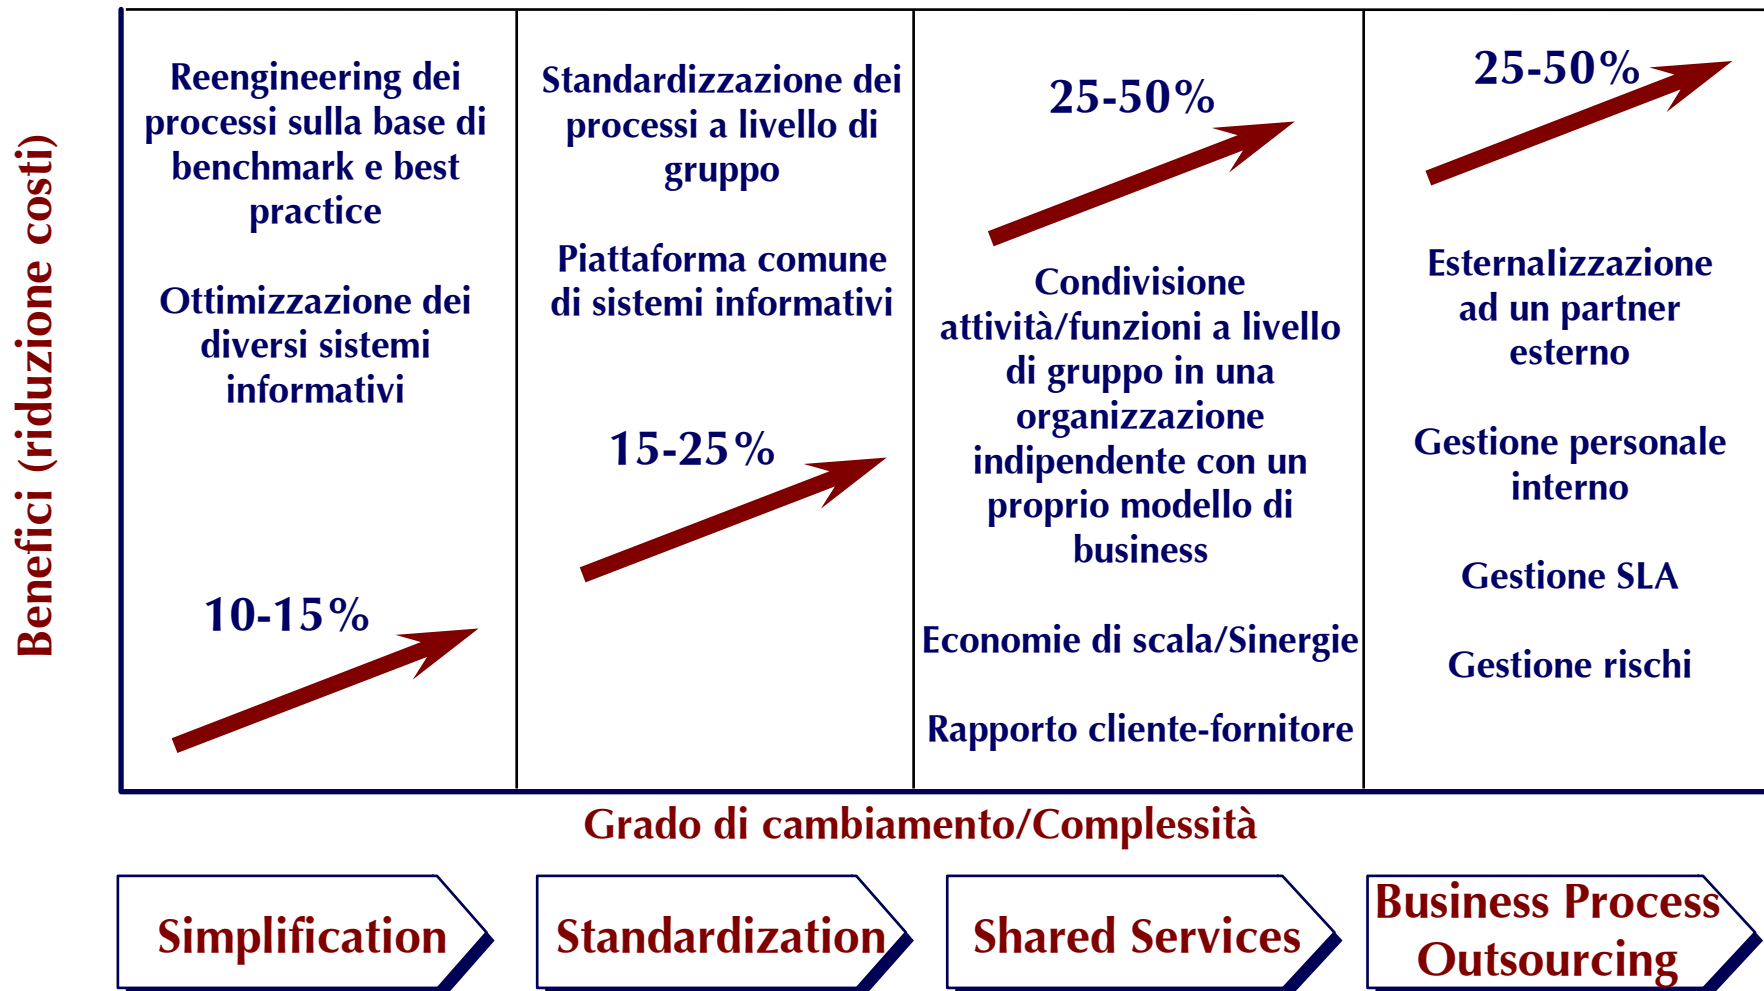 Benefici (riduzione costi)
Reengineering dei
processi sulla base di
benchmark e best
practice
Ottimizzazione dei
diversi sistemi
informativi
10-15%
Standardizzazione dei
processi a livello di
gruppo
Piattaforma comune
di sistemi informativi
15-25%
25-50%
Condivisione
attività/funzioni a livello
di gruppo in una
organizzazione
indipendente con un
proprio modello di
business
Economie di scala/Sinergie
Rapporto cliente-fornitore
25-50%
Esternalizzazione
ad un partner
esterno
Gestione personale
interno
Gestione SLA
Gestione rischi
Grado di cambiamento/Complessità
Simplification
Standardization
Shared Services
Business Process
Outsourcing